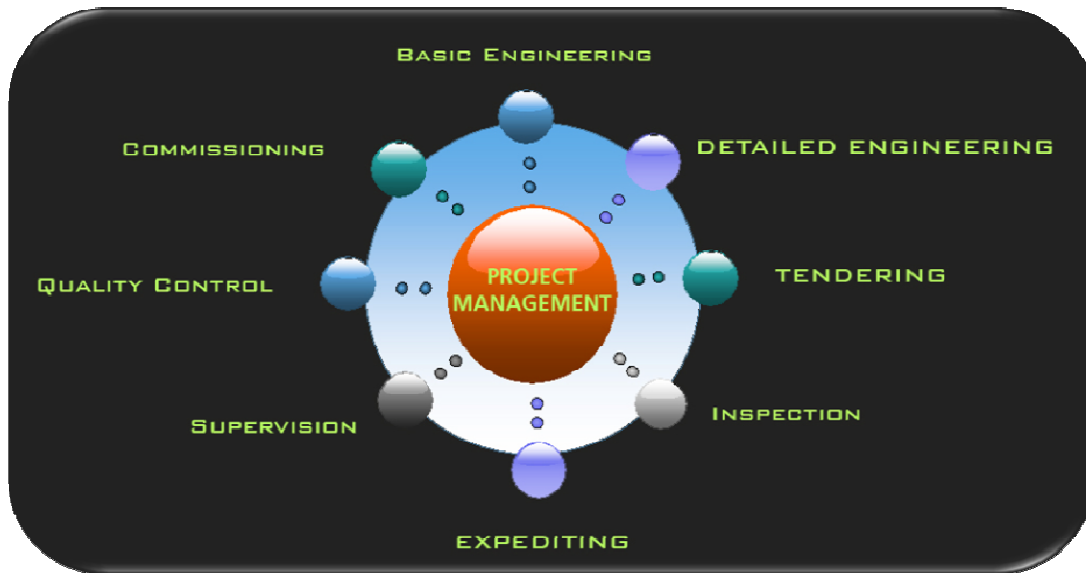 BASIC ENGINEERING
COMMISSIONING
DETAILED ENGINEERING
PROJECT
MANAGEMENT
QUALITY CONTROL
TENDERING
SUPERVISION
INSPECTION
EXPEDITING